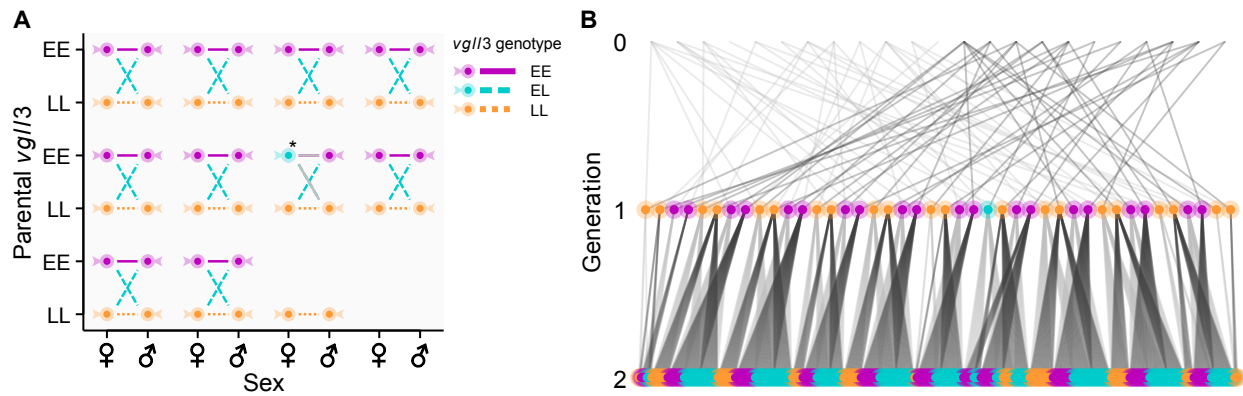 A
Parental vgll3
EE
LL
EE
*
LL
EE
LL
♀ ♂ ♀ ♂ ♀ ♂ ♀ ♂
Sex
vgll3 genotype
EE
EL
LL
B
Generation
0
1
2